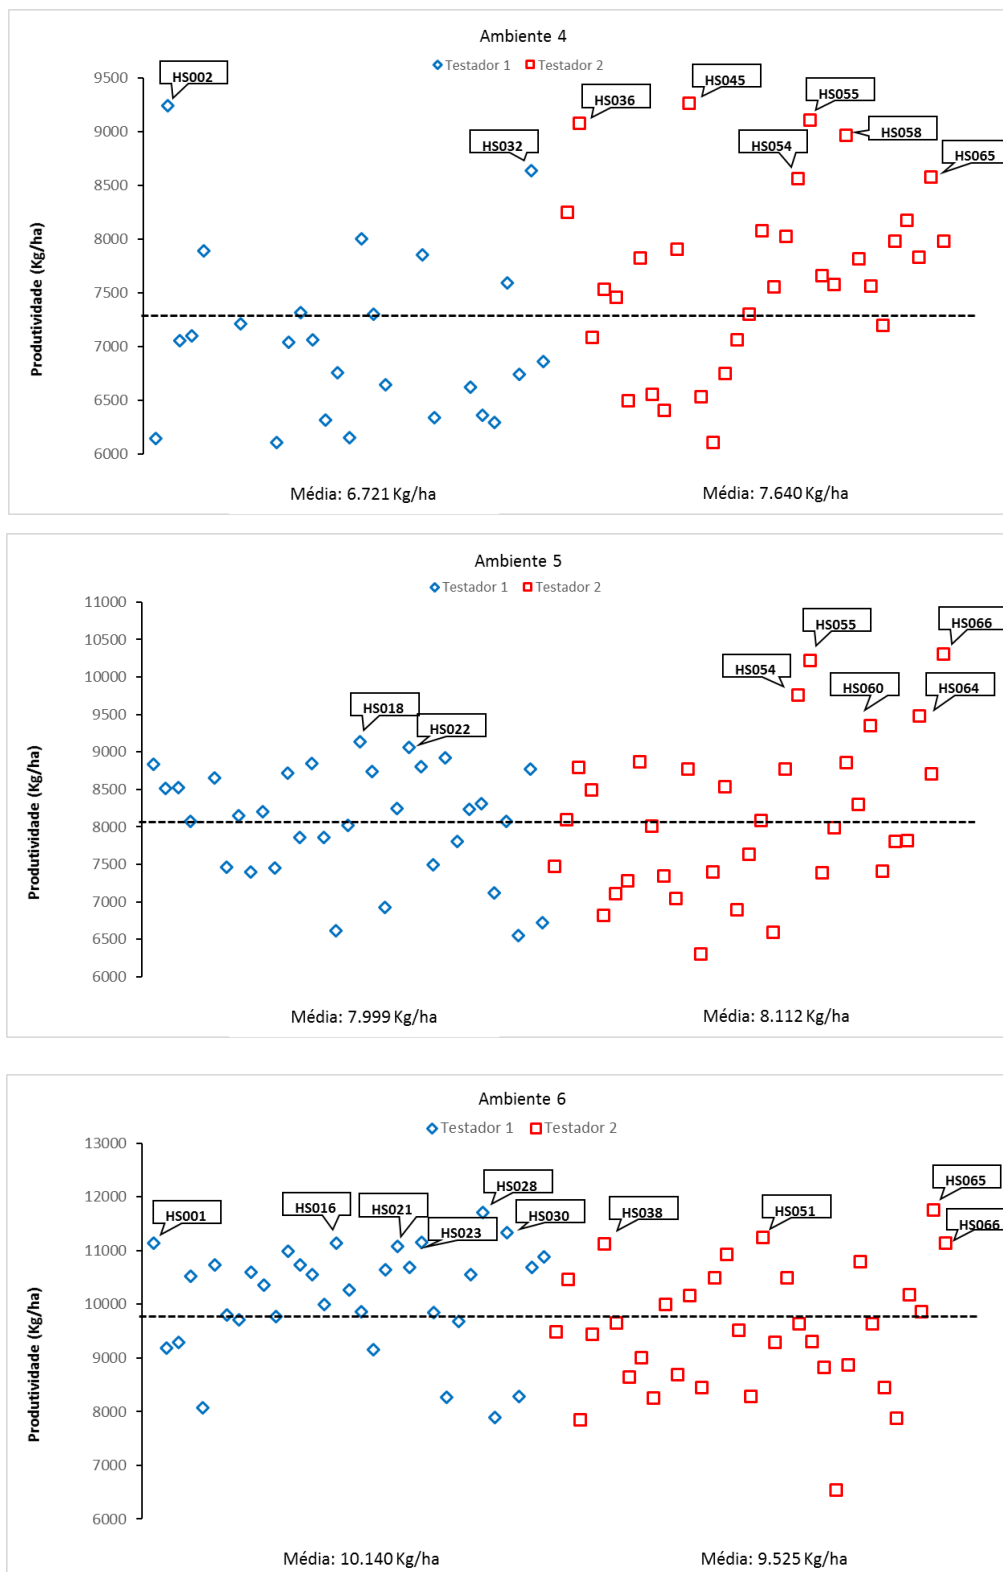 Ambiente 4
Testador 1 Testador 2
HS002
HS036
HS045
HS055
HS032
HS054
HS058
HS065
Produtividade (Kg/ha)
9500
9000
8500
8000
7500
7000
6500
6000
Média: 6.721 Kg/ha Média: 7.640 Kg/ha
Ambiente 5
Testador 1 Testador 2
HS055
HS066
HS054
HS060
HS064
HS018
HS022
Produtividade (Kg/ha)
11000
10500
10000
9500
9000
8500
8000
7500
7000
6500
6000
Média: 7.999 Kg/ha Média: 8.112 Kg/ha
Ambiente 6
Testador 1 Testador 2
HS001
HS016
HS021
HS023
HS028
HS030
HS038
HS051
HS065
HS066
Produtividade (Kg/ha)
13000
12000
11000
10000
9000
8000
7000
6000
Média: 10.140 Kg/ha Média: 9.525 Kg/ha